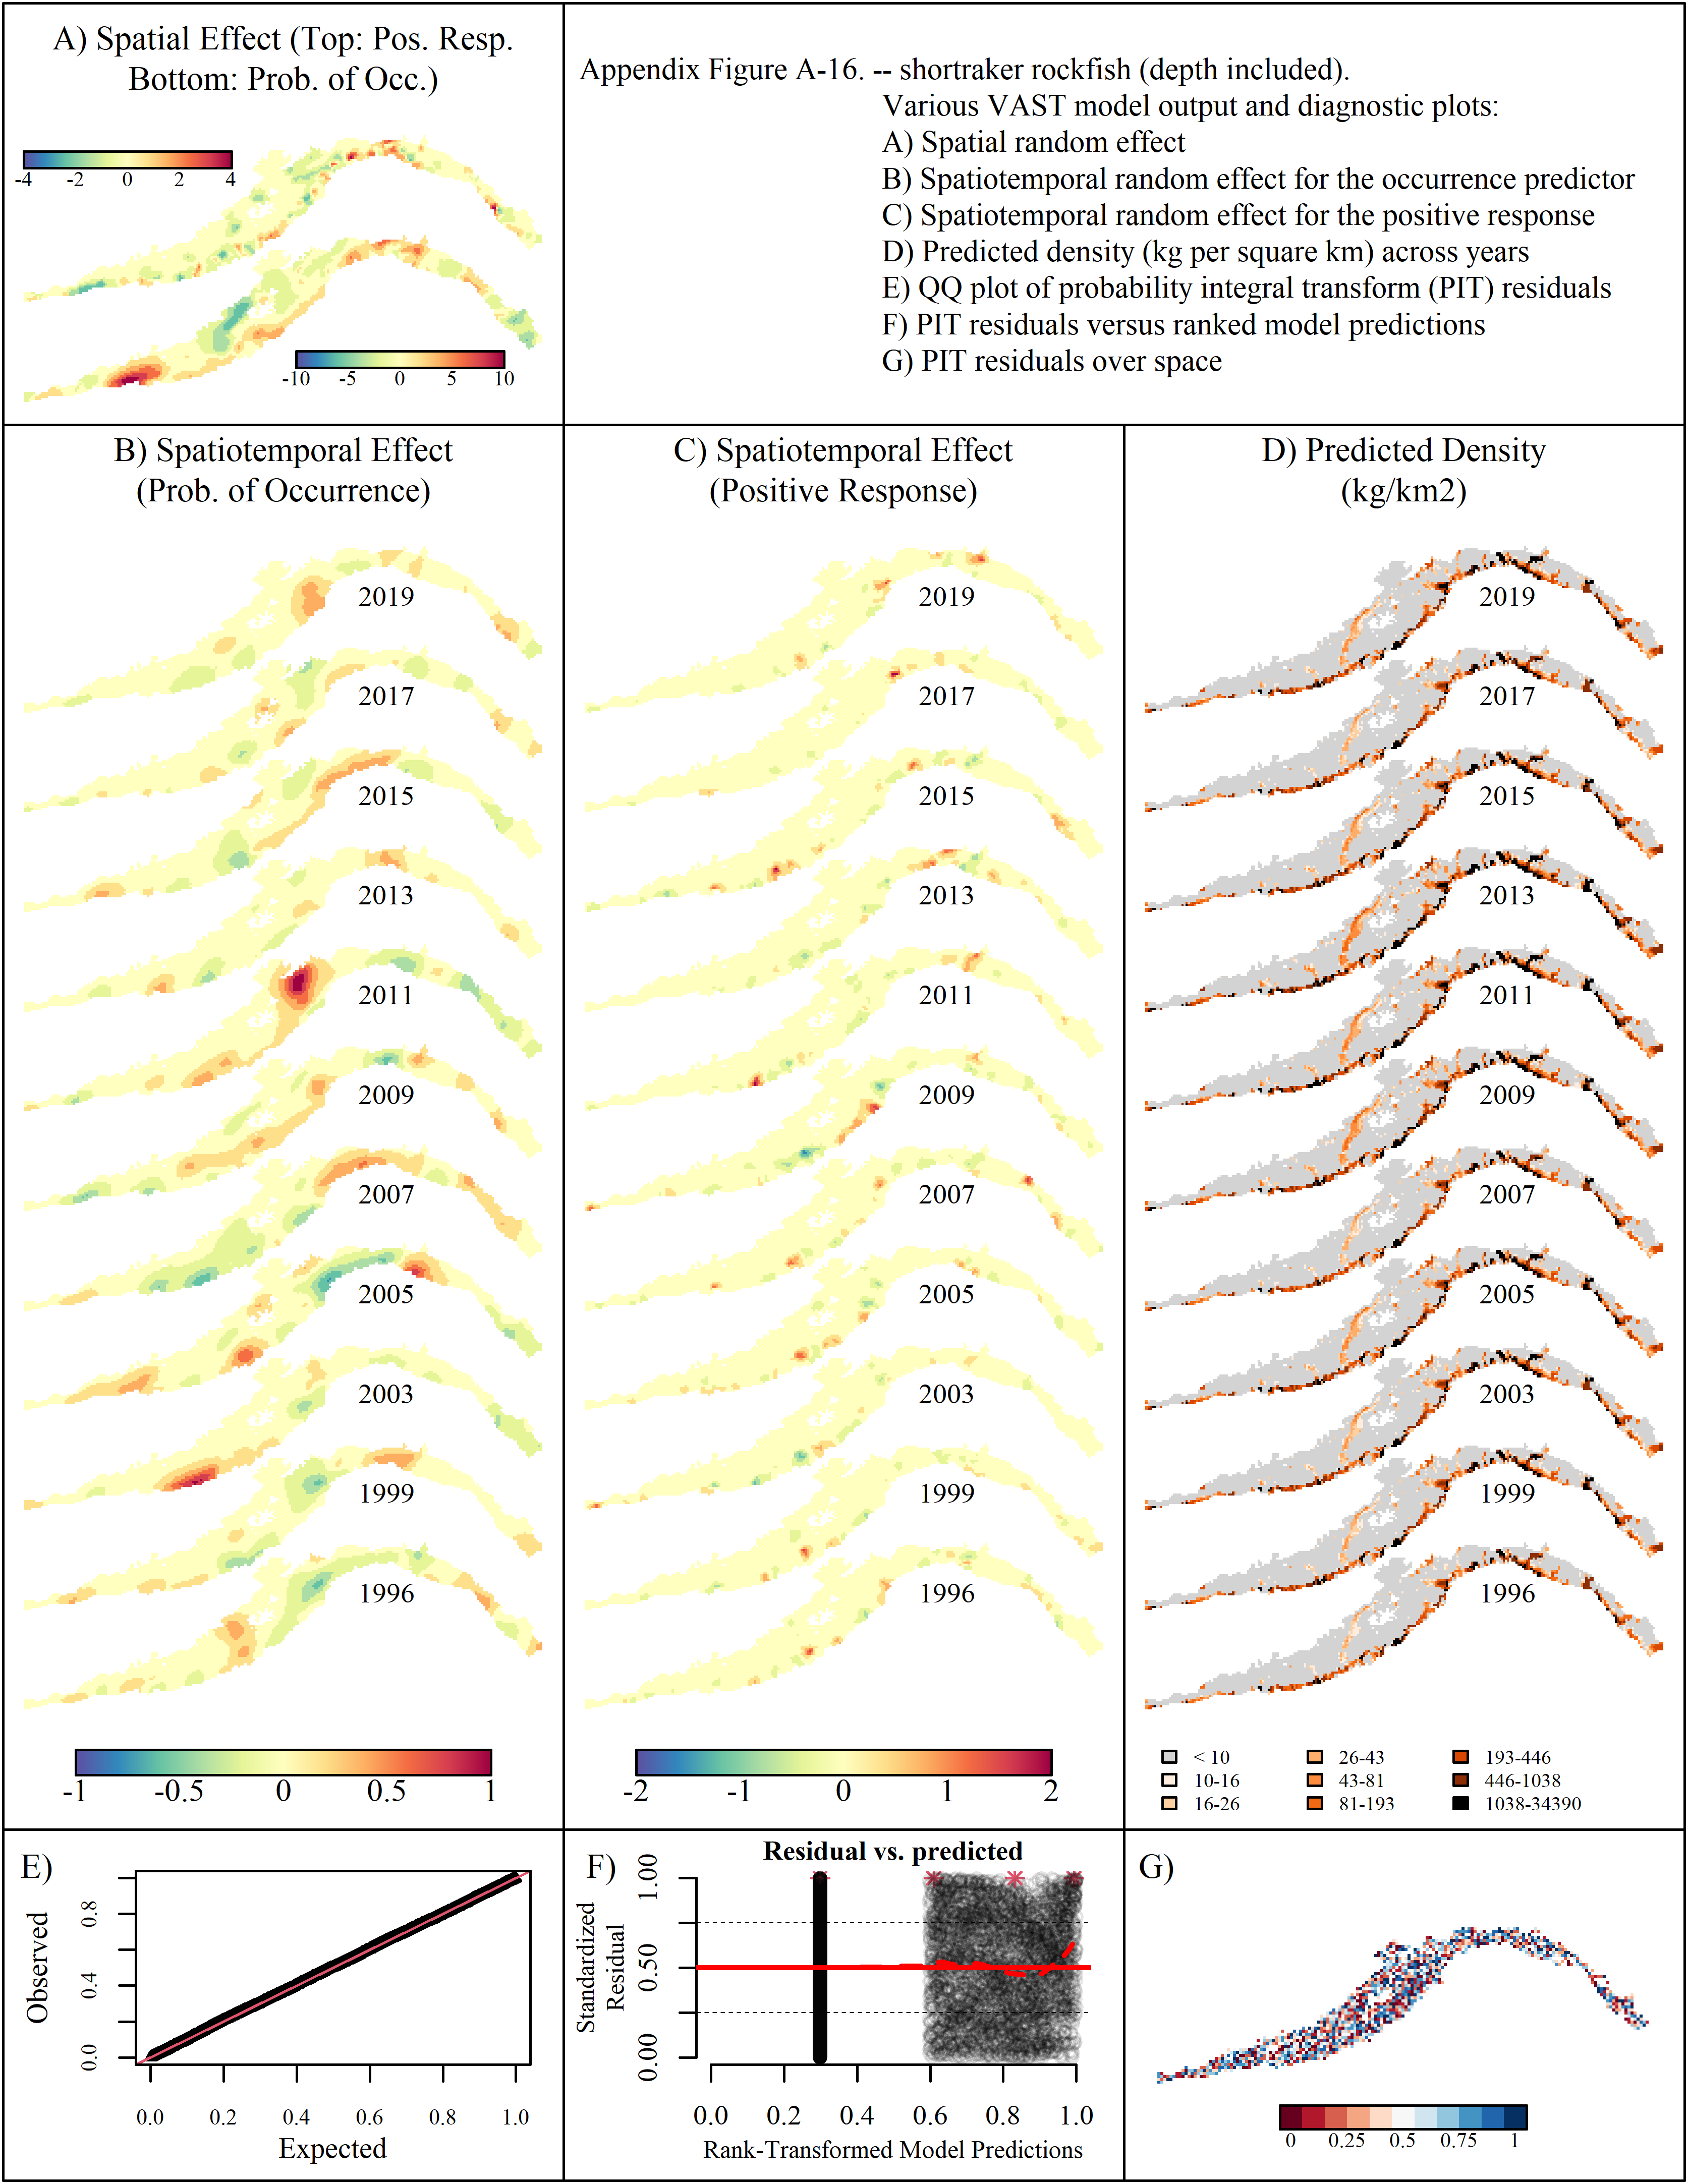 A) Spatial Effect (Top: Pos. Resp.
Bottom: Prob. of Occ.)
-4 -2 0 2 4
-10 -5 0 5 10
Appendix Figure A-16. -- shortraker rockfish (depth included).
Various VAST model output and diagnostic plots:
A) Spatial random effect
B) Spatiotemporal random effect for the occurrence predictor
C) Spatiotemporal random effect for the positive response
D) Predicted density (kg per square km) across years
E) QQ plot of probability integral transform (PIT) residuals
F) PIT residuals versus ranked model predictions
G) PIT residuals over space
B) Spatiotemporal Effect
(Prob. of Occurrence)
2019
2017
2015
2013
2011
2009
2007
2005
2003
1999
1996
-1 -0.5 0 0.5 1
C) Spatiotemporal Effect
(Positive Response)
2019
2017
2015
2013
2011
2009
2007
2005
2003
1999
1996
-2 -1 0 1 2
D) Predicted Density
(kg/km2)
2019
2017
2015
2013
2011
2009
2007
2005
2003
1999
1996
< 10 26-43 193-446
10-16 43-81 446-1038
16-26 81-193 1038-34390
E)
Observed
0.0 0.4 0.8
0.0 0.2 0.4 0.6 0.8 1.0
Expected
F)
Residual vs. predicted
Standardized
Residual
0.00 0.50 1.00
0.0 0.2 0.4 0.6 0.8 1.0
Rank-Transformed Model Predictions
G)
0 0.25 0.5 0.75 1